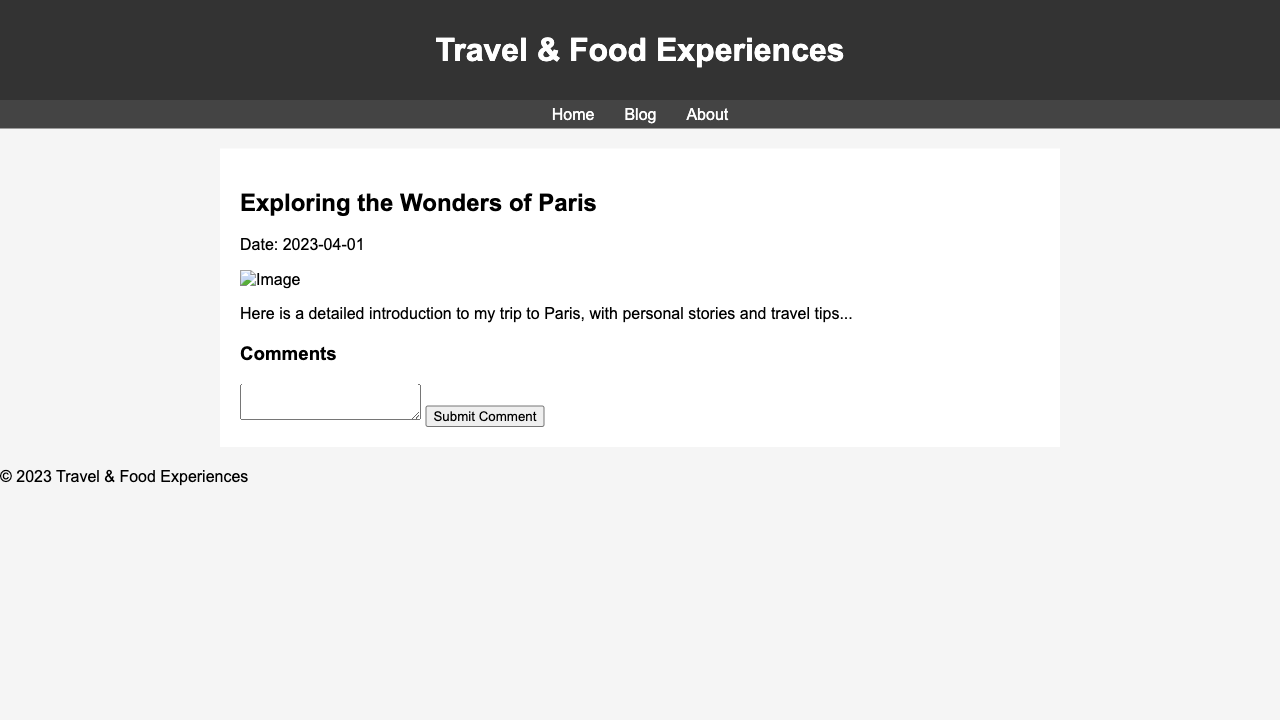 Travel & Food Experiences
Home Blog About
Exploring the Wonders of Paris
Date: 2023-04-01
Image
Here is a detailed introduction to my trip to Paris, with personal stories and travel tips...
Comments
Submit Comment
© 2023 Travel & Food Experiences